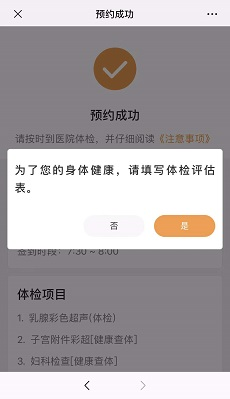 预约成功
预约成功
请按时到医院体检，并仔细阅读《注意事项》
为了您的身体健康，请填写体检评估
表。
否
是
签到时段：7:30 ~ 8:00
体检项目
1. 乳腺彩色超声(体检)
2. 子宫附件彩超[健康查体]
3. 妇科检查[健康查体]